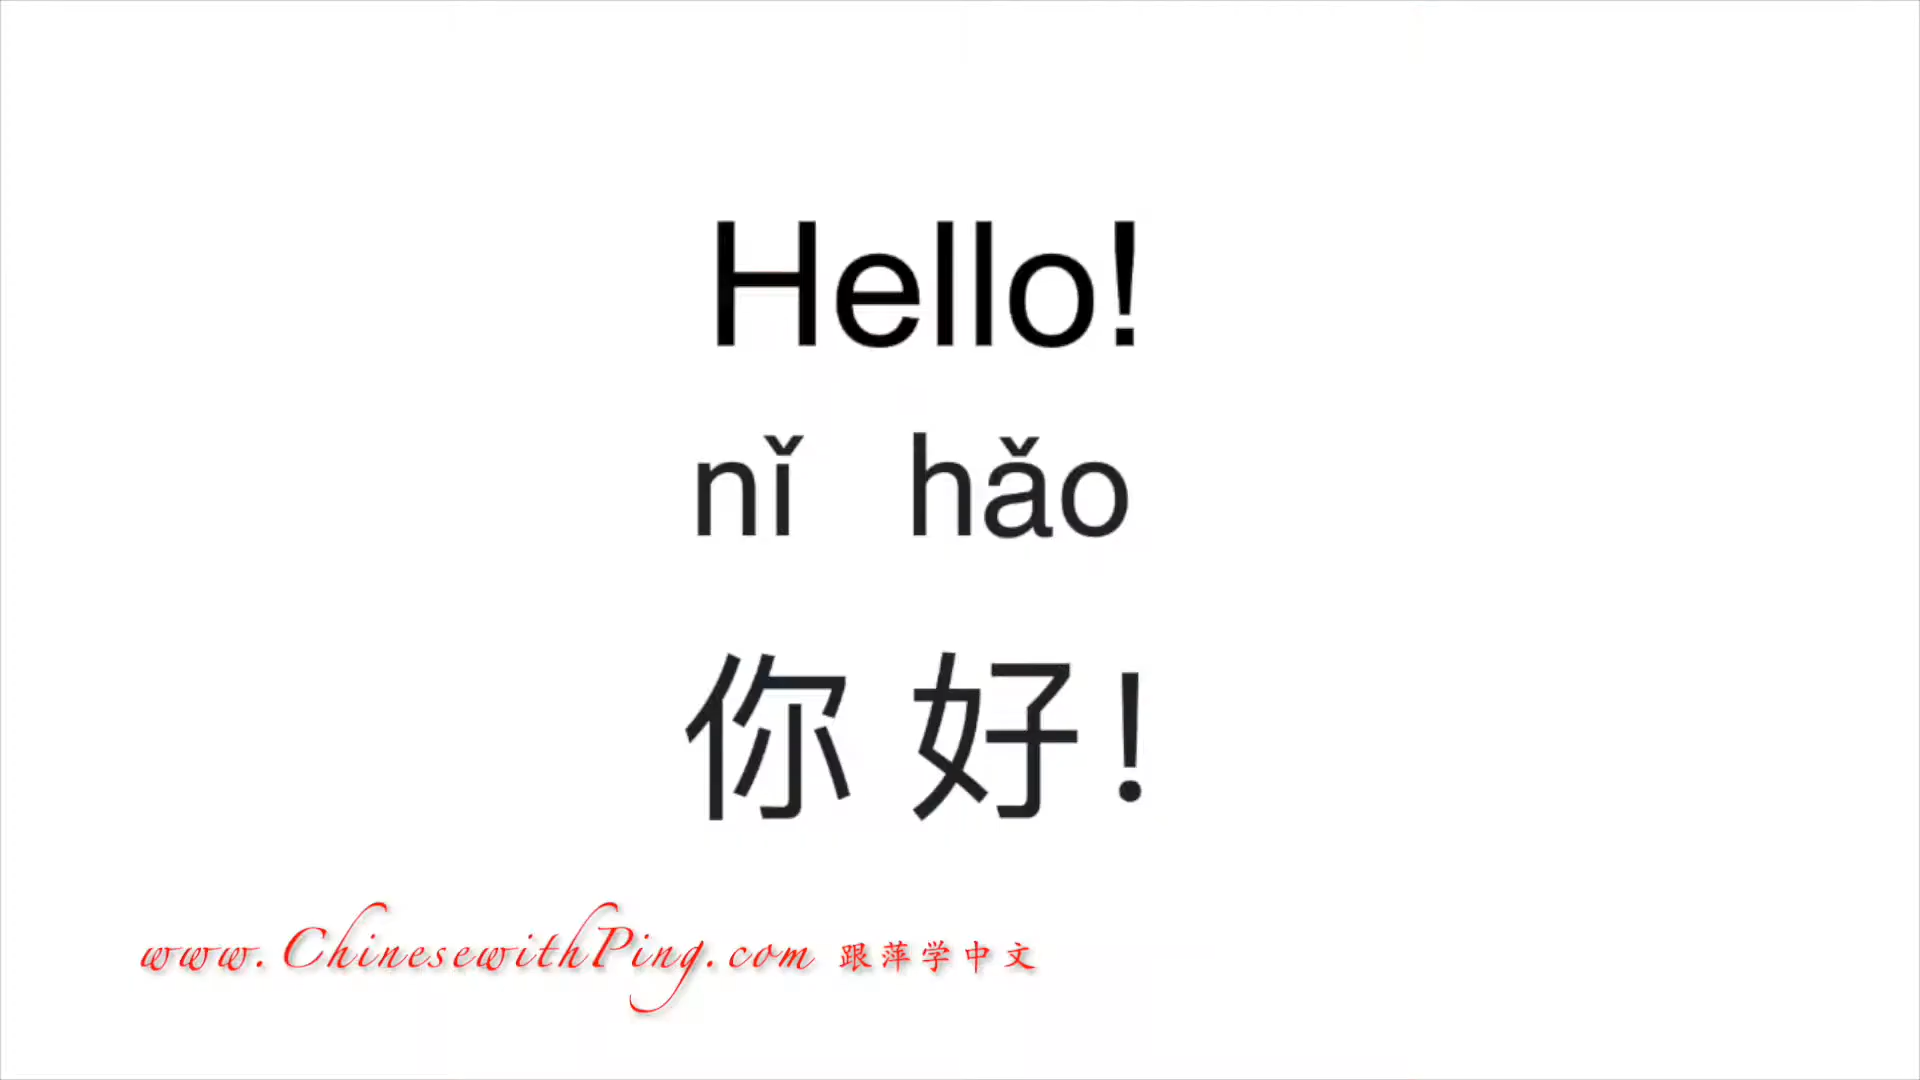 Hello!
nǐ hǎo
你好!
www.ChinesewithPing.com 跟萍学中文